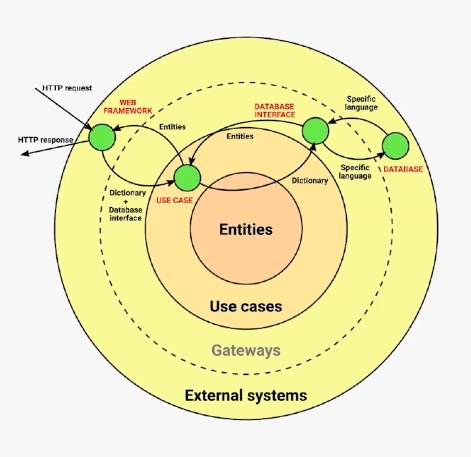 HTTP request
HTTP response
WEB
FRAMEWORK
Entities
Dictionary
+
Database
interface
USE CASE
DATABASE
INTERFACE
Entities
Dictionary
Specific
language
Specific
language
DATABASE
Entities
Use cases
Gateways
External systems